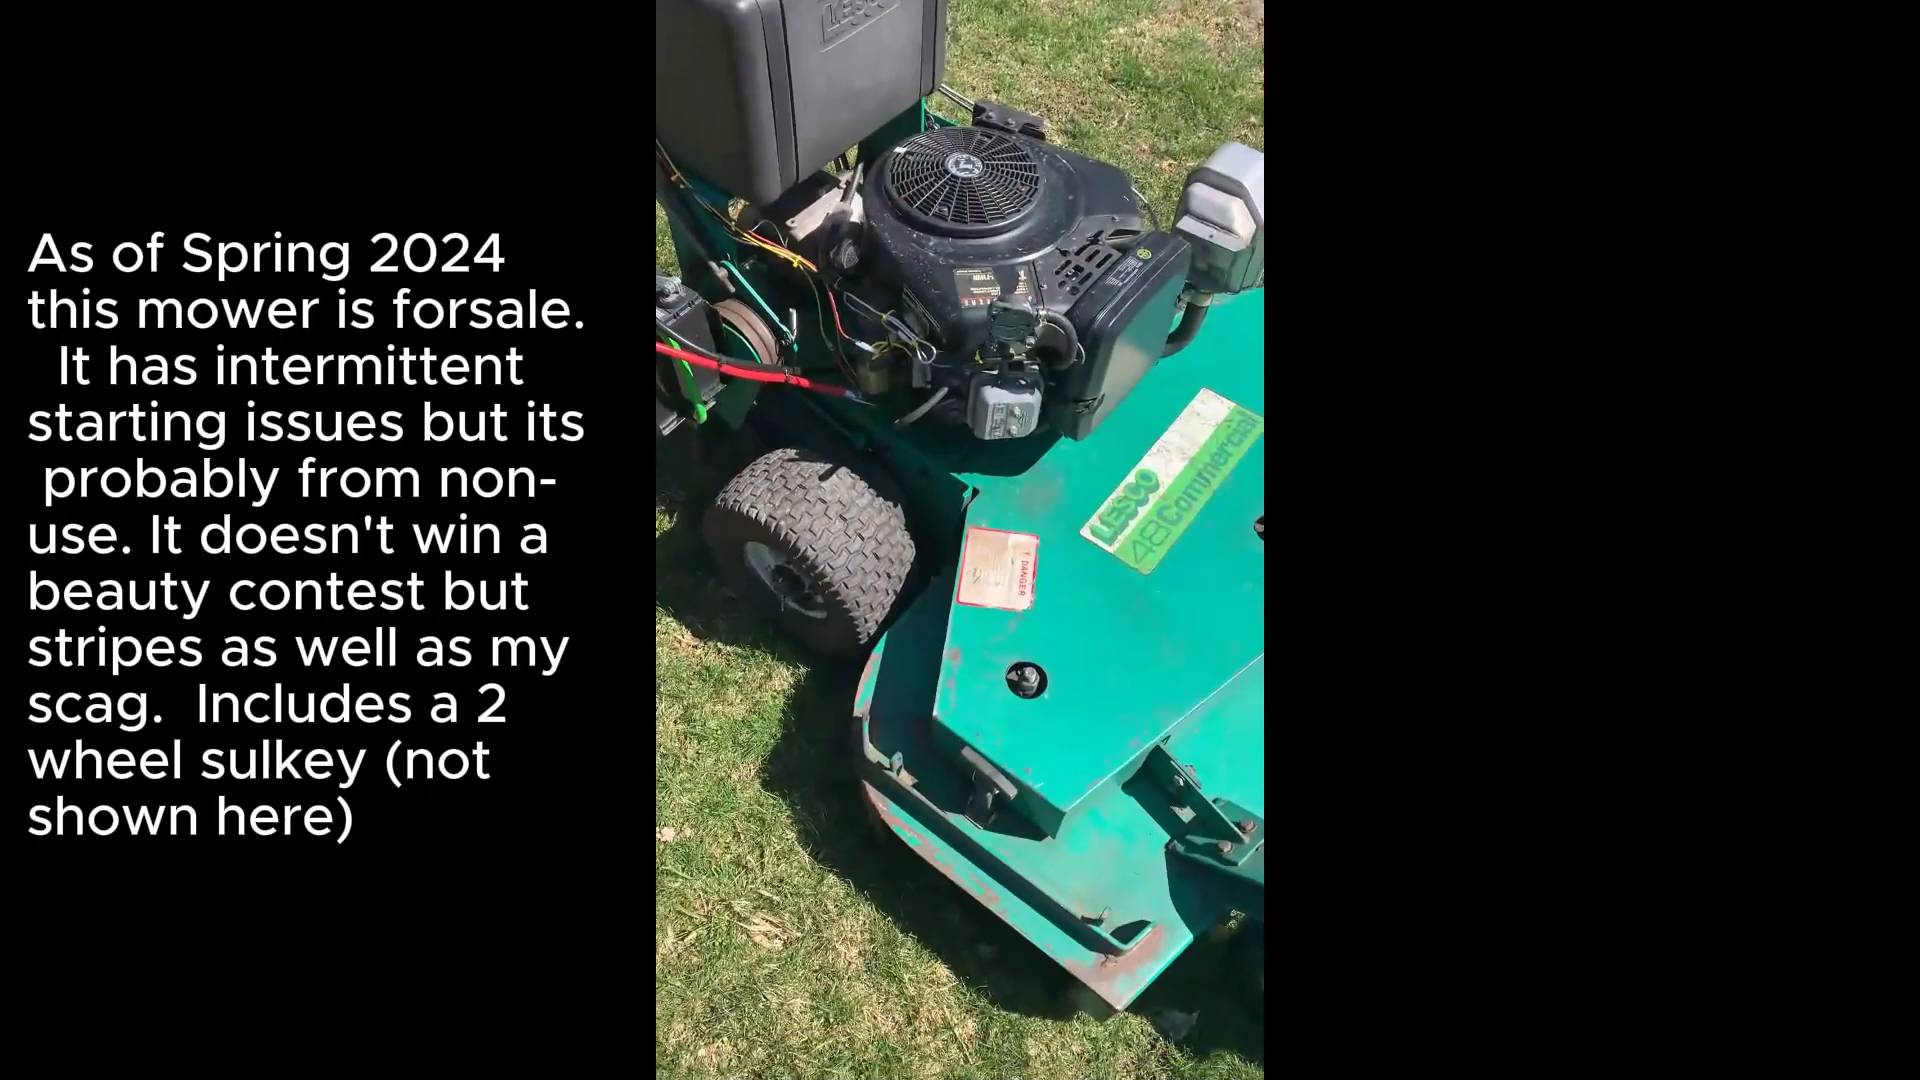 As of Spring 2024
this mower is forsale.
It has intermittent
starting issues but its
probably from non-
use. It doesn't win a
beauty contest but
stripes as well as my
scag. Includes a 2
wheel sulkey (not
shown here)
LESCO
LESCO
48Commercial
DANGER